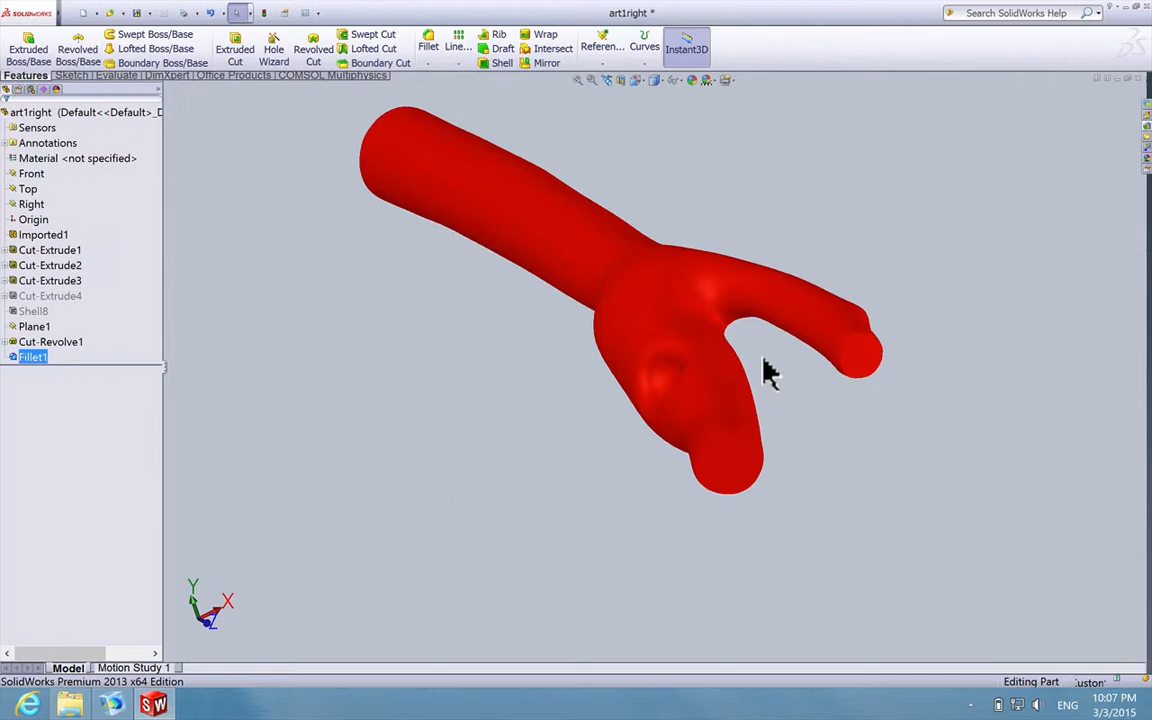 SOLIDWORKS
art1right *
Search SolidWorks Help
Extruded Boss/Base
Revolved Boss/Base
Swept Boss/Base
Lofted Boss/Base
Boundary Boss/Base
Extruded Cut
Hole Wizard
Revolved Cut
Swept Cut
Lofted Cut
Boundary Cut
Fillet
Line...
Rib
Draft
Shell
Wrap
Intersect
Mirror
Referen...
Curves
Instant3D
Features Sketch Evaluate DimXpert Office Products COMSOL Multiphysics
art1right (Default<<Default>_D
Sensors
Annotations
Material <not specified>
Front
Top
Right
Origin
Imported1
Cut-Extrude1
Cut-Extrude2
Cut-Extrude3
Cut-Extrude4
Shell8
Plane1
Cut-Revolve1
Fillet1
Y
X
Z
Model Motion Study 1
SolidWorks Premium 2013 x64 Edition
Editing Part
:uston
SW
ENG
10:07 PM
3/3/2015